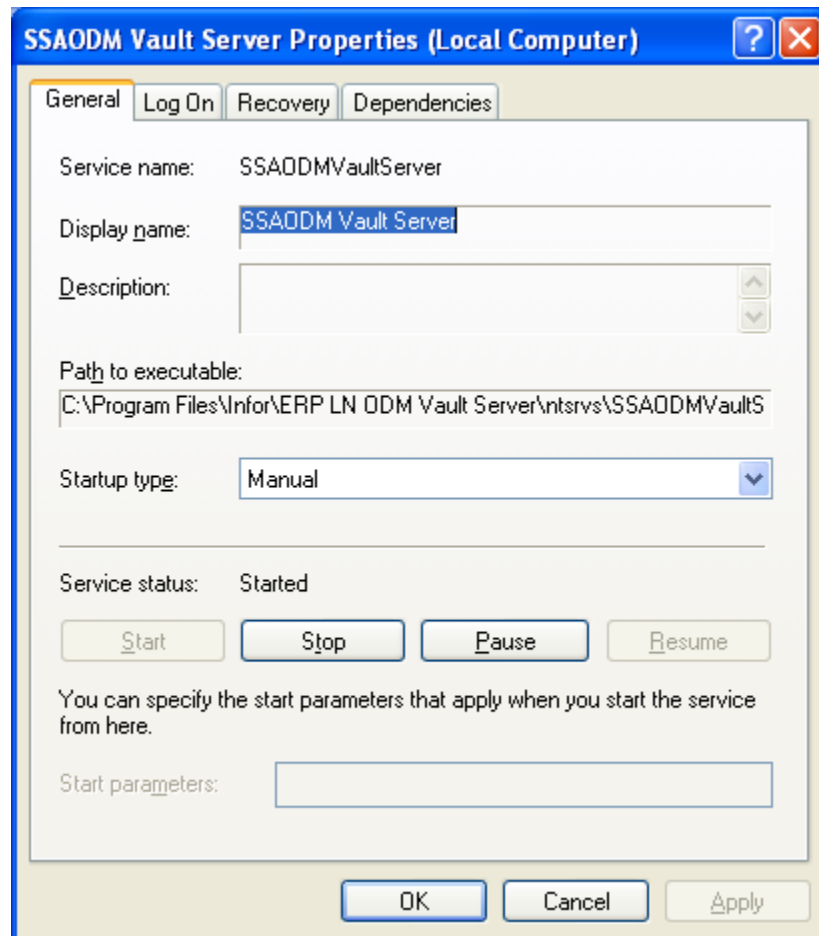 SSAODM Vault Server Properties (Local Computer)
General Log On Recovery Dependencies
Service name: SSAODMVaultServer
Display name: SSAODM Vault Server
Description:
Path to executable:
C:\Program Files\Infor\ERP LN ODM Vault Server\ntsrvs\SSAODMVaultS
Startup type: Manual
Service status: Started
Start Stop Pause Resume
You can specify the start parameters that apply when you start the service
from here.
Start parameters:
OK Cancel Apply